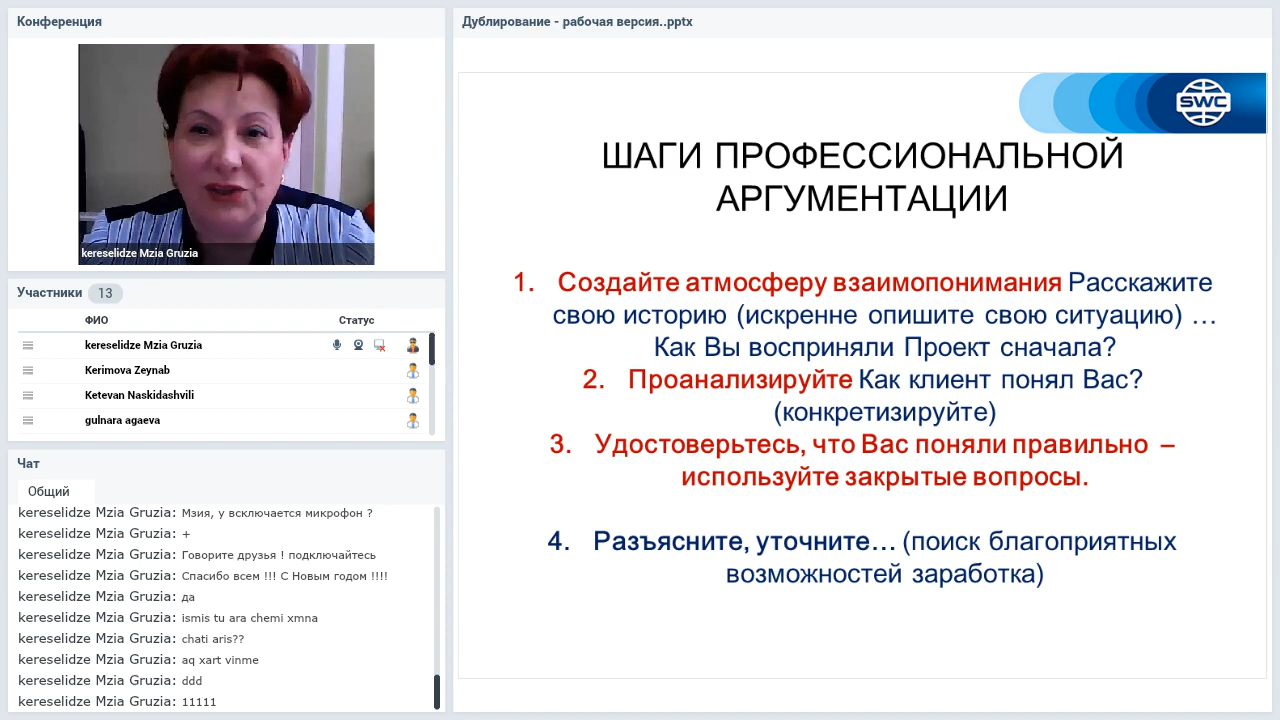 Конференция
kereselidze Mzia Gruzia
Участники 13
ФИО Статус
kereselidze Mzia Gruzia
Kerimova Zeynab
Ketevan Naskidashvili
gulnara agaeva
Чат
Общий
kereselidze Mzia Gruzia: Мзия, у всключается микрофон ?
kereselidze Mzia Gruzia: +
kereselidze Mzia Gruzia: Говорите друзья ! подключайтесь
kereselidze Mzia Gruzia: Спасибо всем !!! С Новым годом !!!!
kereselidze Mzia Gruzia: да
kereselidze Mzia Gruzia: ismis tu ara chemi xmna
kereselidze Mzia Gruzia: chati aris??
kereselidze Mzia Gruzia: aq xart vinme
kereselidze Mzia Gruzia: ddd
kereselidze Mzia Gruzia: 11111
Дублирование - рабочая версия..pptx
SWC
ШАГИ ПРОФЕССИОНАЛЬНОЙ
АРГУМЕНТАЦИИ
1. Создайте атмосферу взаимопонимания Расскажите
свою историю (искренне опишите свою ситуацию) …
Как Вы восприняли Проект сначала?
2. Проанализируйте Как клиент понял Вас?
(конкретизируйте)
3. Удостоверьтесь, что Вас поняли правильно –
используйте закрытые вопросы.
4. Разъясните, уточните… (поиск благоприятных
возможностей заработка)